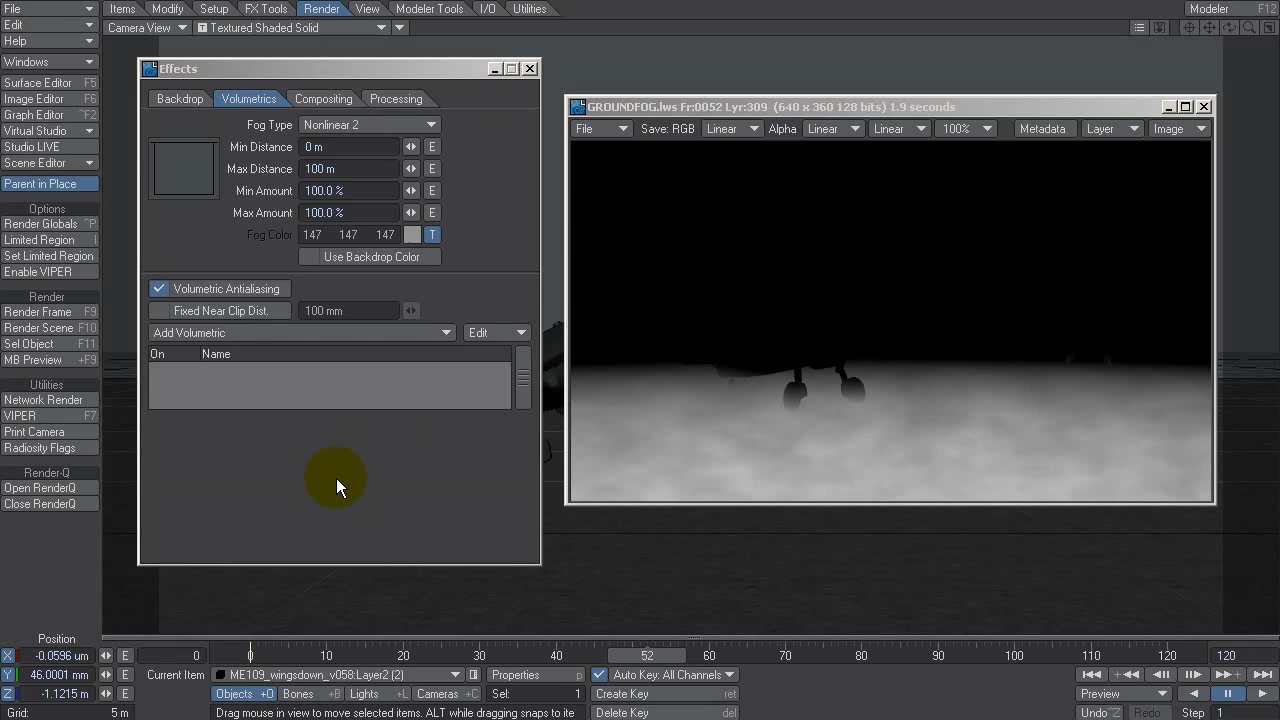 File Items Modify Setup FX Tools Render View Modeler Tools I/O Utilities Modeler F12
Edit Camera View T Textured Shaded Solid
Help
Windows
Surface Editor F5
Image Editor F6
Graph Editor ^F2
Virtual Studio
Studio LIVE
Scene Editor
Parent in Place
Options
Render Globals ^P
Limited Region l
Set Limited Region
Enable VIPER
Render
Render Frame F9
Render Scene F10
Sel Object F11
MB Preview +F9
Utilities
Network Render
VIPER F7
Print Camera
Radiosity Flags
Render-Q
Open RenderQ
Close RenderQ
Effects
Backdrop Volumetrics Compositing Processing
Fog Type Nonlinear 2
Min Distance 0 m E
Max Distance 100 m E
Min Amount 100.0 % E
Max Amount 100.0 % E
Fog Color 147 147 147 T
Use Backdrop Color
Volumetric Antialiasing
Fixed Near Clip Dist. 100 mm
Add Volumetric Edit
On Name
GROUNDFOG.lws Fr:0052 Lyr:309 (640 x 360 128 bits) 1.9 seconds
File Save: RGB Linear Alpha Linear Linear 100% Metadata Layer Image
Position
X -0.0596 um E 0 0 10 20 30 40 52 70 80 90 100 110 120 120
Y 46.0001 mm E Current Item ME109_wingsdown_v058:Layer2 (2) Properties p Auto Key: All Channels
Z -1.1215 m E Objects +O Bones +B Lights +L Cameras +C Sel: 1 Create Key ret Preview
Grid: 5 m Drag mouse in view to move selected items. ALT while dragging snaps to ite Delete Key del Undo ^Z Redo Step 1